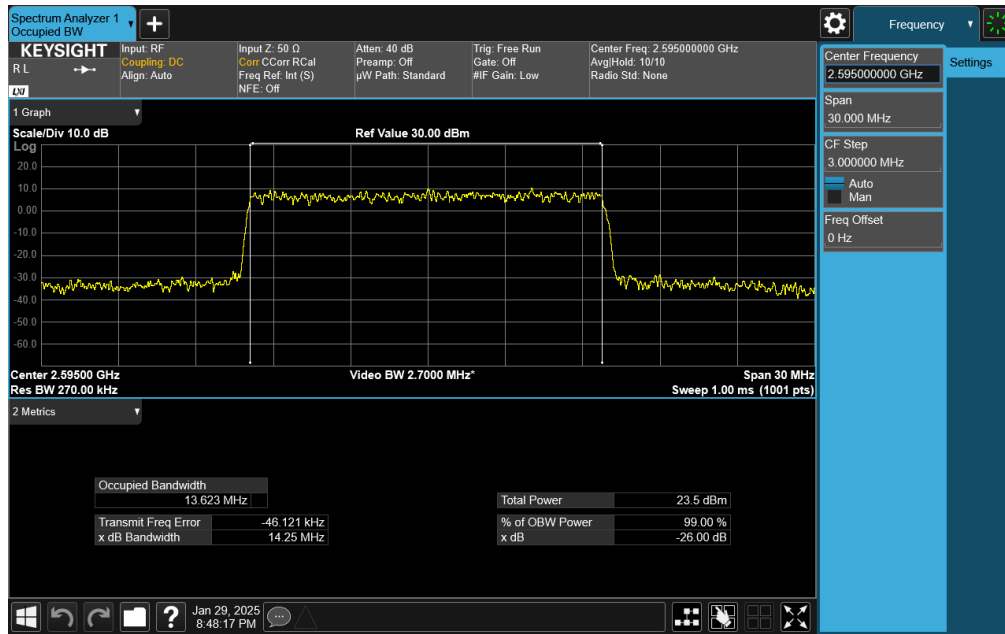 Spectrum Analyzer 1
Occupied BW
Frequency
KEYSIGHT
R L
LXI
Input: RF
Coupling: DC
Align: Auto
Input Z: 50 Ω
Corr CCorr RCal
Freq Ref: Int (S)
NFE: Off
Atten: 40 dB
Preamp: Off
µW Path: Standard
Trig: Free Run
Gate: Off
#IF Gain: Low
Center Freq: 2.595000000 GHz
Avg|Hold: 10/10
Radio Std: None
Center Frequency
2.595000000 GHz
Settings
Span
30.000 MHz
CF Step
3.000000 MHz
Auto
Man
Freq Offset
0 Hz
1 Graph
Scale/Div 10.0 dB
Ref Value 30.00 dBm
Log
20.0
10.0
0.00
-10.0
-20.0
-30.0
-40.0
-50.0
-60.0
Center 2.59500 GHz
Video BW 2.7000 MHz*
Span 30 MHz
Res BW 270.00 kHz
Sweep 1.00 ms (1001 pts)
2 Metrics
Occupied Bandwidth
13.623 MHz
Transmit Freq Error -46.121 kHz
x dB Bandwidth 14.25 MHz
Total Power 23.5 dBm
% of OBW Power 99.00 %
x dB -26.00 dB
?
Jan 29, 2025
8:48:17 PM